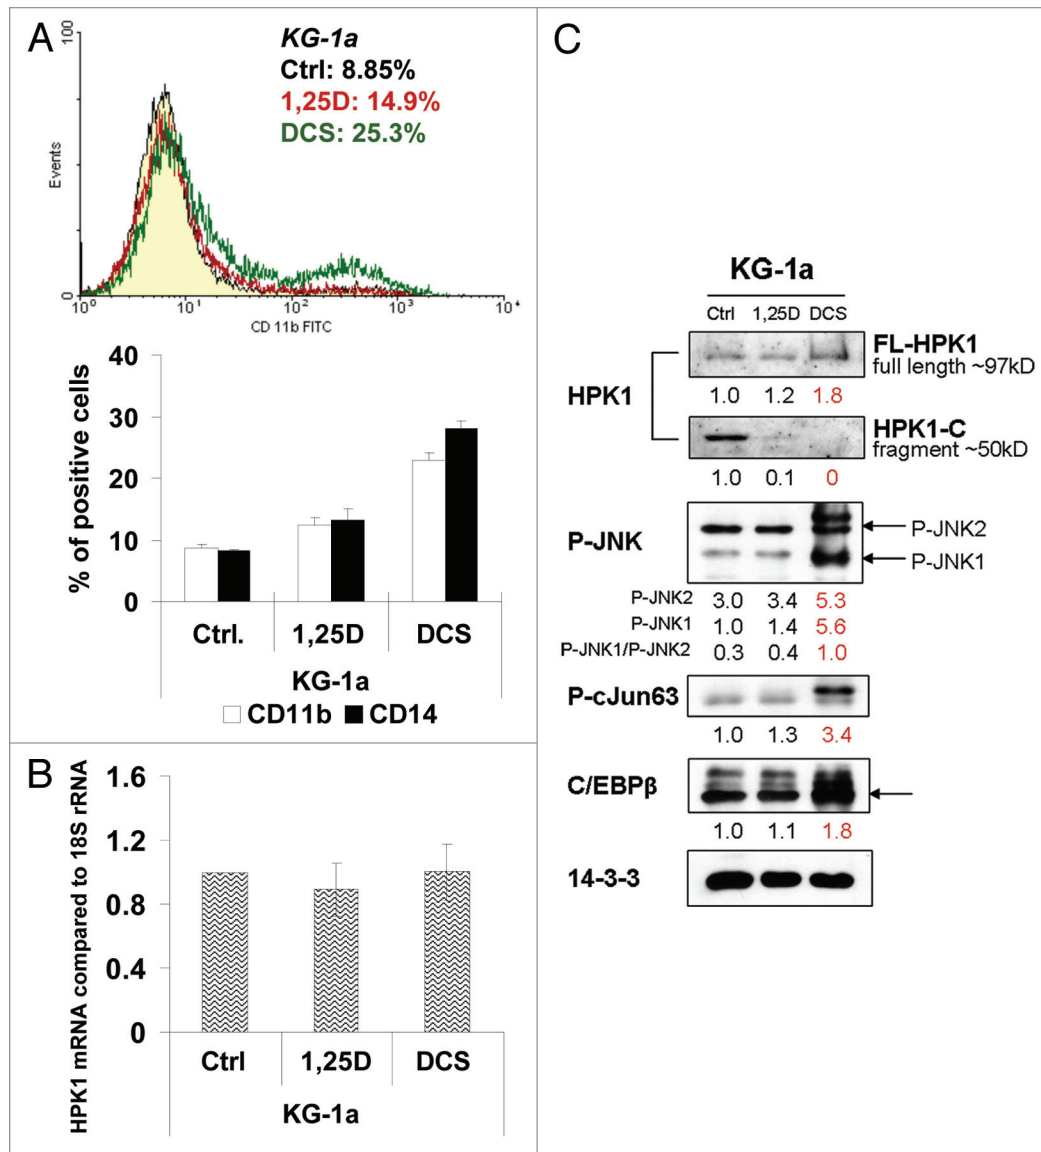 A
KG-1a
Ctrl: 8.85%
1,25D: 14.9%
DCS: 25.3%
100
Events
0
10⁰ 10¹ 10² 10³ 10⁴
CD 11b FITC
% of positive cells
40
30
20
10
0
Ctrl. 1,25D DCS
KG-1a
CD11b CD14
B
HPK1 mRNA compared to 18S rRNA
1.6
1.2
0.8
0.4
0
Ctrl 1,25D DCS
KG-1a
C
KG-1a
Ctrl 1,25D DCS
HPK1
FL-HPK1
full length ~97kD
1.0 1.2 1.8
HPK1-C
fragment ~50kD
1.0 0.1 0
P-JNK
P-JNK2
P-JNK1
P-JNK2 3.0 3.4 5.3
P-JNK1 1.0 1.4 5.6
P-JNK1/P-JNK2 0.3 0.4 1.0
P-cJun63
1.0 1.3 3.4
C/EBPβ
1.0 1.1 1.8
14-3-3